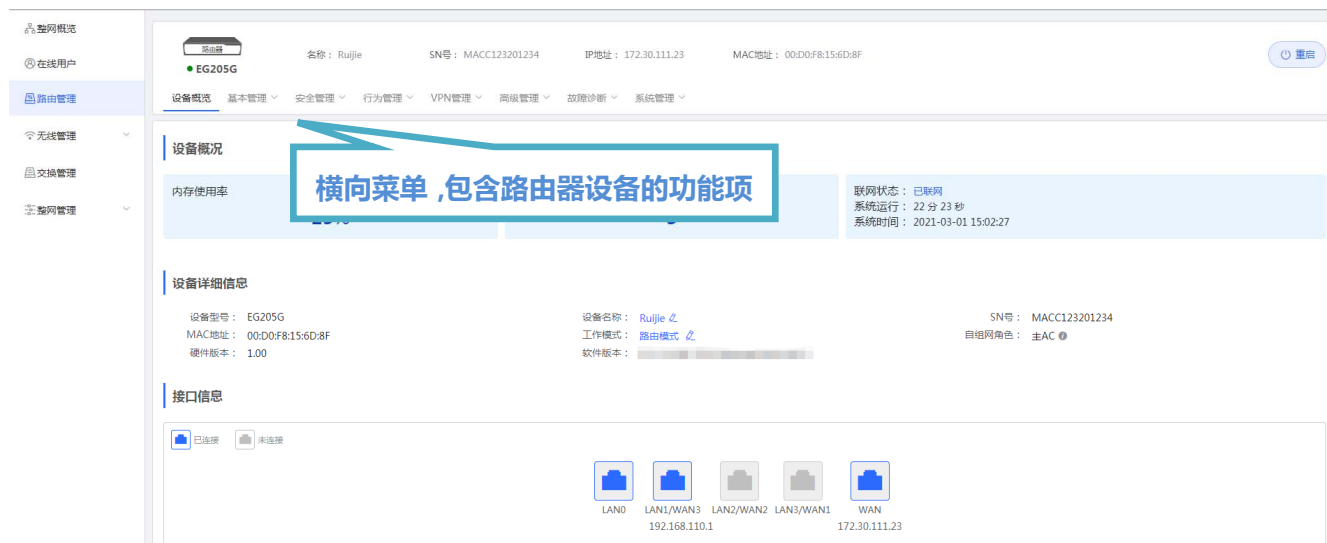 整网概览
在线用户
路由管理
无线管理
交换管理
整网管理
路由器
EG205G
名称： Ruijie
SN号： MACC123201234
IP地址： 172.30.111.23
MAC地址： 00:D0:F8:15:6D:8F
重启
设备概览 基本管理 安全管理 行为管理 VPN管理 高级管理 故障诊断 系统管理
设备概况
横向菜单 ,包含路由器设备的功能项
内存使用率
联网状态： 已联网
系统运行： 22 分 23 秒
系统时间： 2021-03-01 15:02:27
设备详细信息
设备型号： EG205G
设备名称： Ruijie
SN号： MACC123201234
MAC地址： 00:D0:F8:15:6D:8F
工作模式： 路由模式
自组网角色： 主AC
硬件版本： 1.00
软件版本：
接口信息
已连接 未连接
LAN0 LAN1/WAN3 LAN2/WAN2 LAN3/WAN1 WAN
192.168.110.1 172.30.111.23